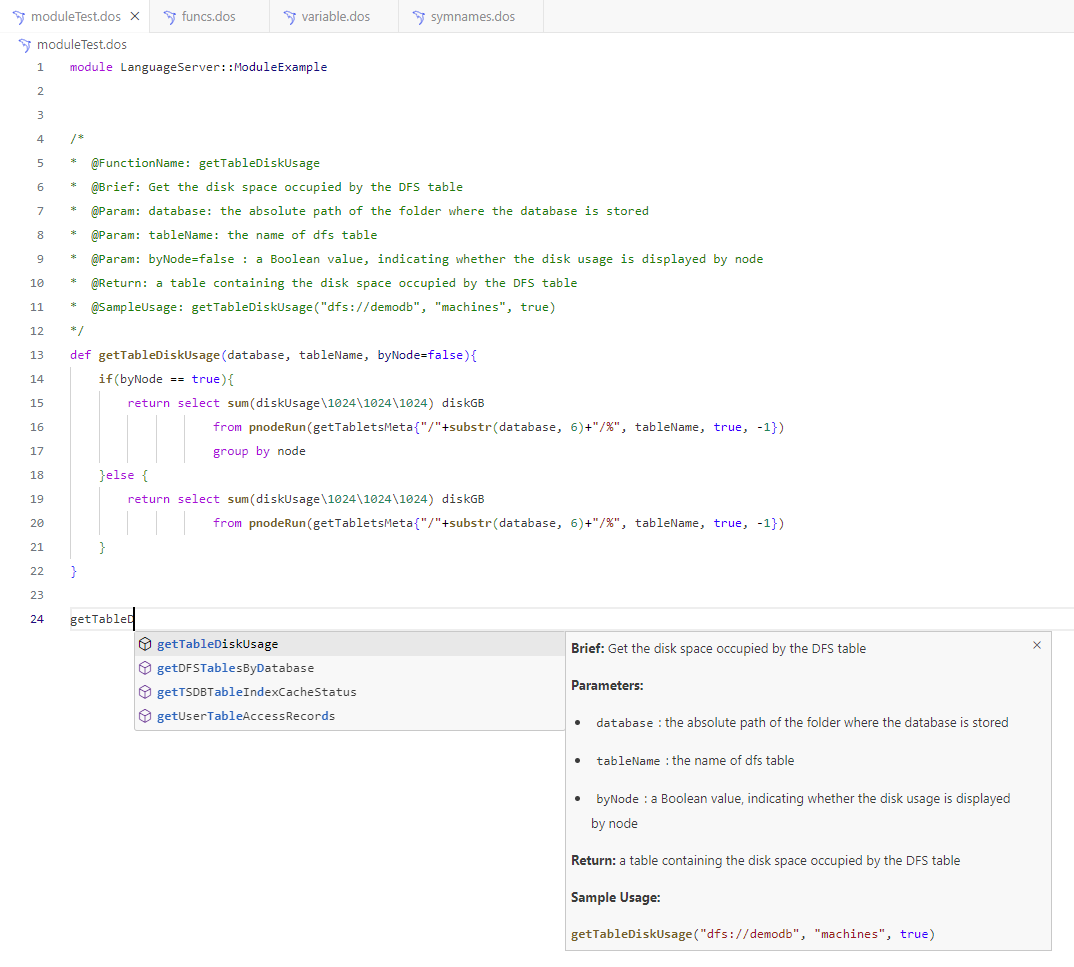 moduleTest.dos
funcs.dos
variable.dos
symnames.dos
moduleTest.dos
1 module LanguageServer::ModuleExample
2
3
4 /*
5 *  @FunctionName: getTableDiskUsage
6 *  @Brief: Get the disk space occupied by the DFS table
7 *  @Param: database: the absolute path of the folder where the database is stored
8 *  @Param: tableName: the name of dfs table
9 *  @Param: byNode=false : a Boolean value, indicating whether the disk usage is displayed by node
10 *  @Return: a table containing the disk space occupied by the DFS table
11 *  @SampleUsage: getTableDiskUsage("dfs://demodb", "machines", true)
12 */
13 def getTableDiskUsage(database, tableName, byNode=false){
14     if(byNode == true){
15         return select sum(diskUsage\1024\1024\1024) diskGB
16                     from pnodeRun(getTabletsMeta{"/"+substr(database, 6)+"/%", tableName, true, -1})
17                     group by node
18     }else {
19         return select sum(diskUsage\1024\1024\1024) diskGB
20                     from pnodeRun(getTabletsMeta{"/"+substr(database, 6)+"/%", tableName, true, -1})
21     }
22 }
23
24 getTableD
getTableDiskUsage
getDFSTablesByDatabase
getTSDBTableIndexCacheStatus
getUserTableAccessRecords
Brief: Get the disk space occupied by the DFS table
Parameters:
• database : the absolute path of the folder where the database is stored
• tableName : the name of dfs table
• byNode : a Boolean value, indicating whether the disk usage is displayed
by node
Return: a table containing the disk space occupied by the DFS table
Sample Usage:
getTableDiskUsage("dfs://demodb", "machines", true)